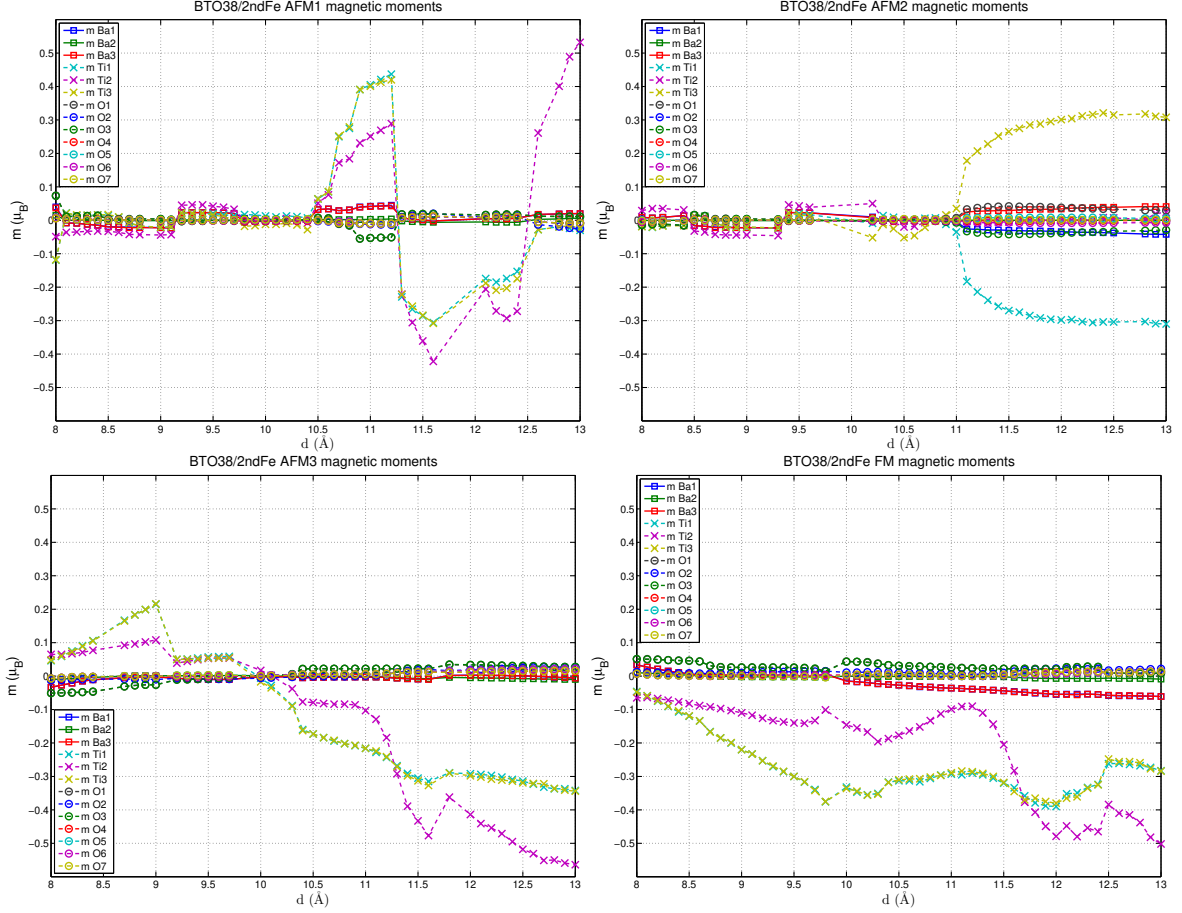 BTO38/2ndFe AFM1 magnetic moments
m (μB)
0.5
0.4
0.3
0.2
0.1
0
−0.1
−0.2
−0.3
−0.4
−0.5
m Ba1
m Ba2
m Ba3
m Ti1
m Ti2
m Ti3
m O1
m O2
m O3
m O4
m O5
m O6
m O7
8 8.5 9 9.5 10 10.5 11 11.5 12 12.5 13
d (Å)
BTO38/2ndFe AFM2 magnetic moments
m (μB)
0.5
0.4
0.3
0.2
0.1
0
−0.1
−0.2
−0.3
−0.4
−0.5
m Ba1
m Ba2
m Ba3
m Ti1
m Ti2
m Ti3
m O1
m O2
m O3
m O4
m O5
m O6
m O7
8 8.5 9 9.5 10 10.5 11 11.5 12 12.5 13
d (Å)
BTO38/2ndFe AFM3 magnetic moments
m (μB)
0.5
0.4
0.3
0.2
0.1
0
−0.1
−0.2
−0.3
−0.4
−0.5
m Ba1
m Ba2
m Ba3
m Ti1
m Ti2
m Ti3
m O1
m O2
m O3
m O4
m O5
m O6
m O7
8 8.5 9 9.5 10 10.5 11 11.5 12 12.5 13
d (Å)
BTO38/2ndFe FM magnetic moments
m (μB)
0.5
0.4
0.3
0.2
0.1
0
−0.1
−0.2
−0.3
−0.4
−0.5
m Ba1
m Ba2
m Ba3
m Ti1
m Ti2
m Ti3
m O1
m O2
m O3
m O4
m O5
m O6
m O7
8 8.5 9 9.5 10 10.5 11 11.5 12 12.5 13
d (Å)